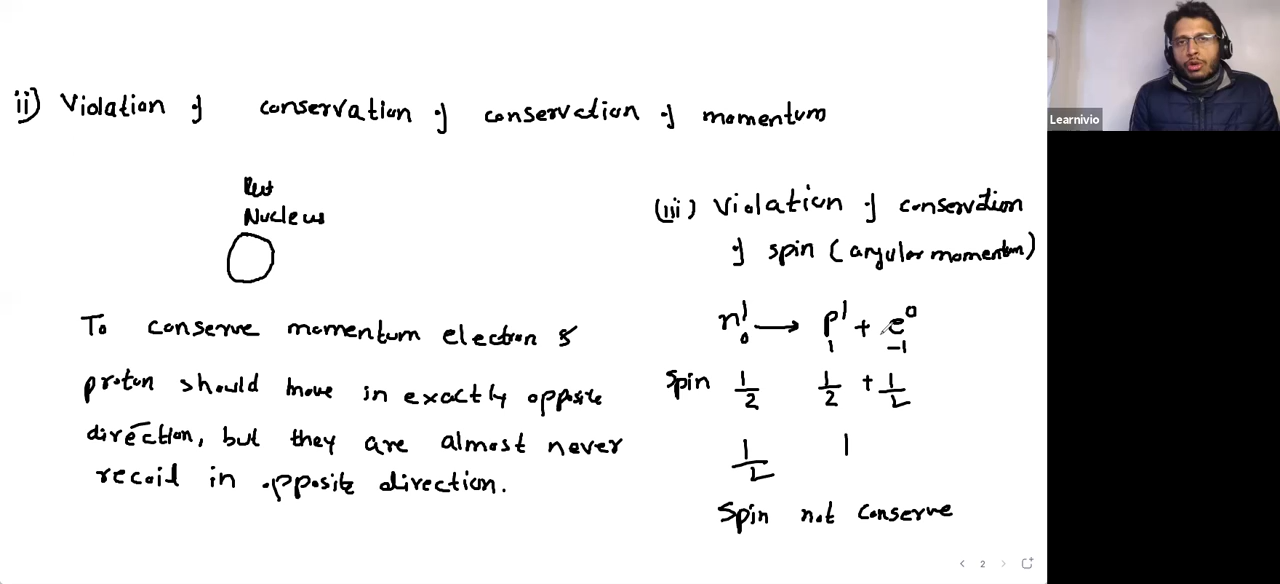 ii) Violation of conservation of conservation of momentum
Rest
Nucleus
To conserve momentum electron &
proton should move in exactly opposite
direction, but they are almost never
recoil in opposite direction.
(iii) Violation of conservation
of spin (angular momentum)
n¹₀ → p¹₁ + e⁰₋₁
Spin 1/2 1/2 + 1/2
1/2 1
Spin not conserve
Learnivio
2